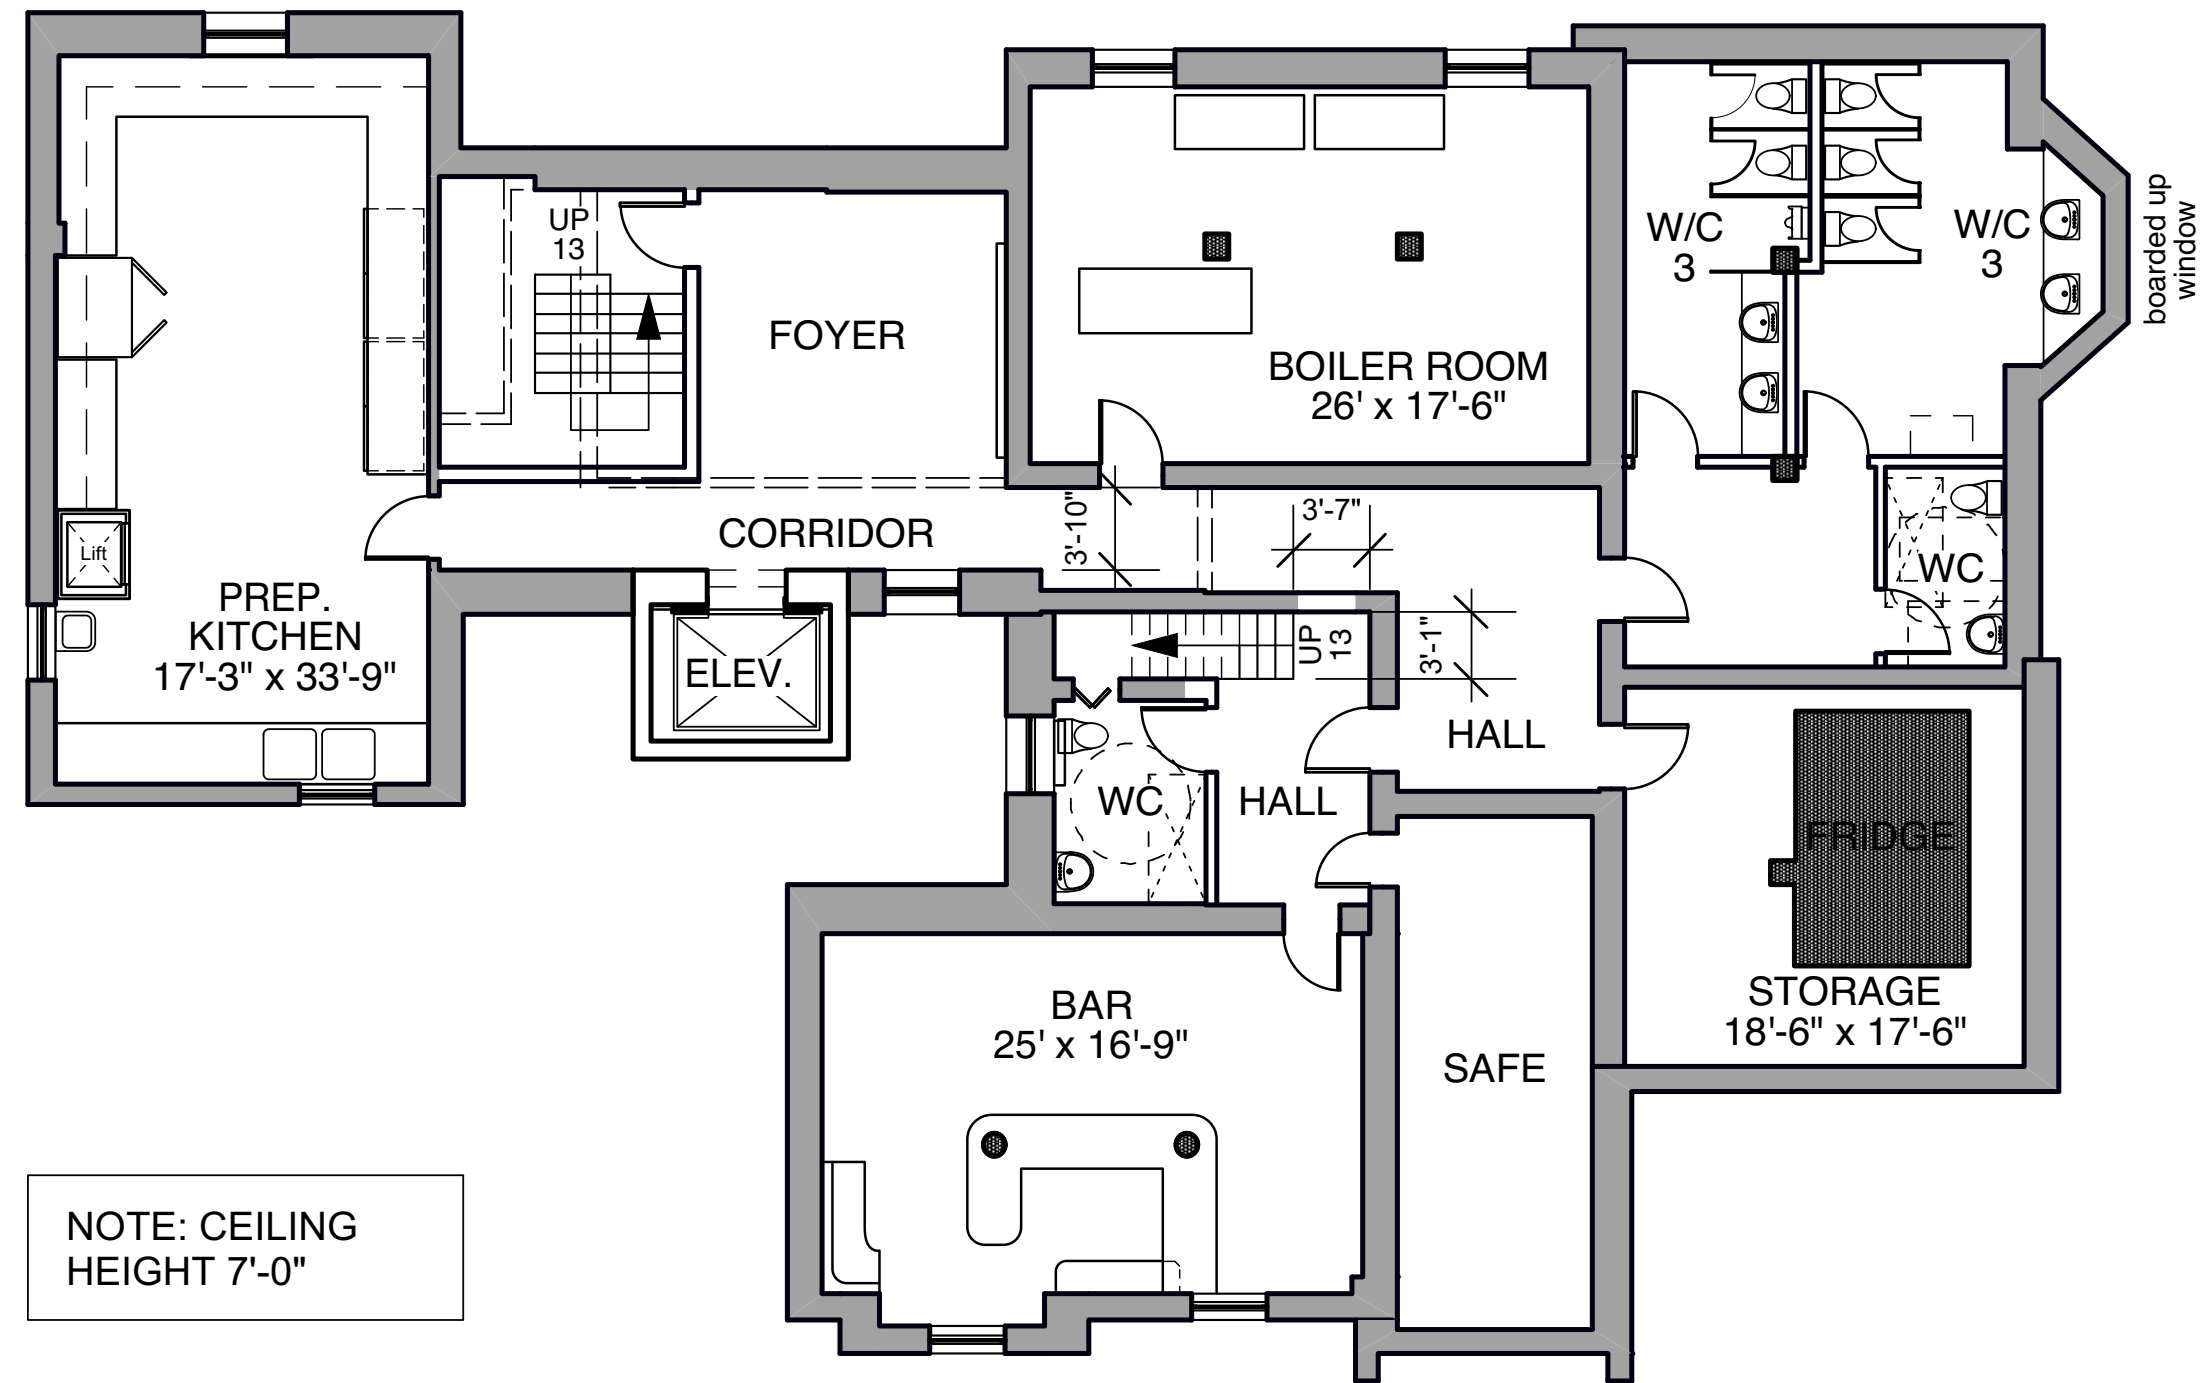 UP
13
FOYER
BOILER ROOM
26' x 17'-6"
W/C
3
W/C
3
boarded up
window
CORRIDOR
3'-10"
3'-7"
Lift
PREP.
KITCHEN
17'-3" x 33'-9"
ELEV.
UP
13
3'-1"
WC
HALL
WC
HALL
FRIDGE
BAR
25' x 16'-9"
STORAGE
18'-6" x 17'-6"
SAFE
NOTE: CEILING
HEIGHT 7'-0"